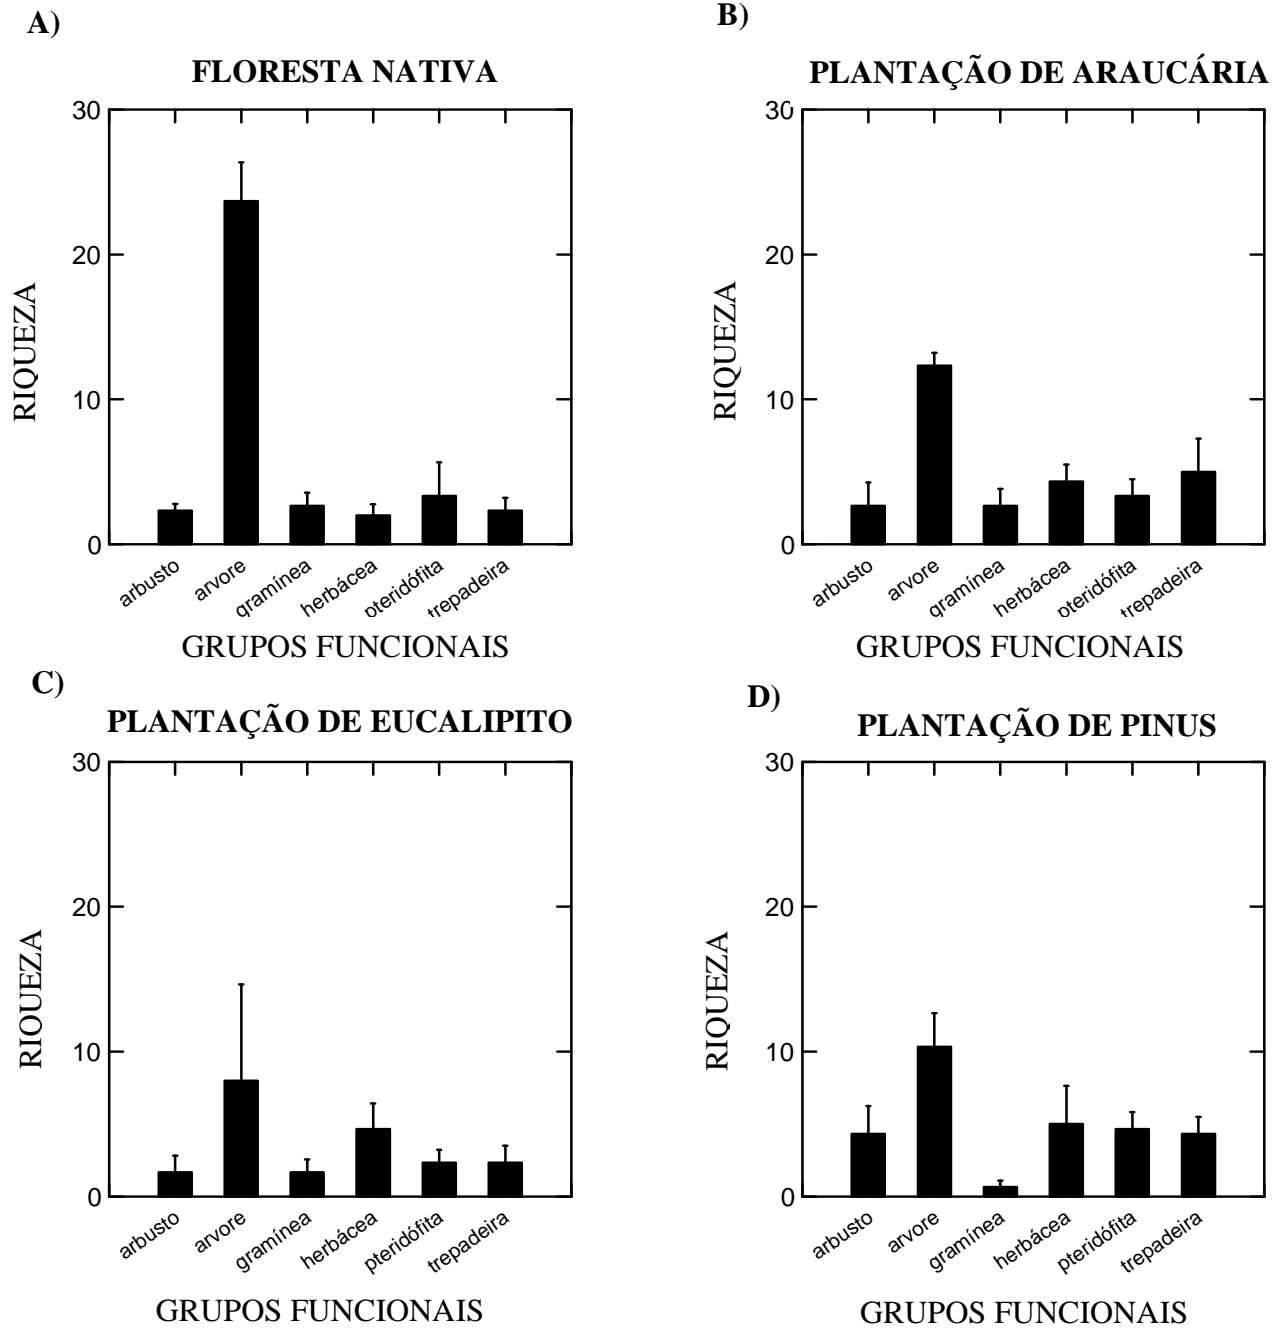 A)
FLORESTA NATIVA
30
20
10
0
RIQUEZA
arbusto
arvore
gramínea
herbácea
pteridófita
trepadeira
GRUPOS FUNCIONAIS
B)
PLANTAÇÃO DE ARAUCÁRIA
30
20
10
0
RIQUEZA
arbusto
arvore
gramínea
herbácea
pteridófita
trepadeira
GRUPOS FUNCIONAIS
C)
PLANTAÇÃO DE EUCALIPITO
30
20
10
0
RIQUEZA
arbusto
arvore
gramínea
herbácea
pteridófita
trepadeira
GRUPOS FUNCIONAIS
D)
PLANTAÇÃO DE PINUS
30
20
10
0
RIQUEZA
arbusto
arvore
gramínea
herbácea
pteridófita
trepadeira
GRUPOS FUNCIONAIS